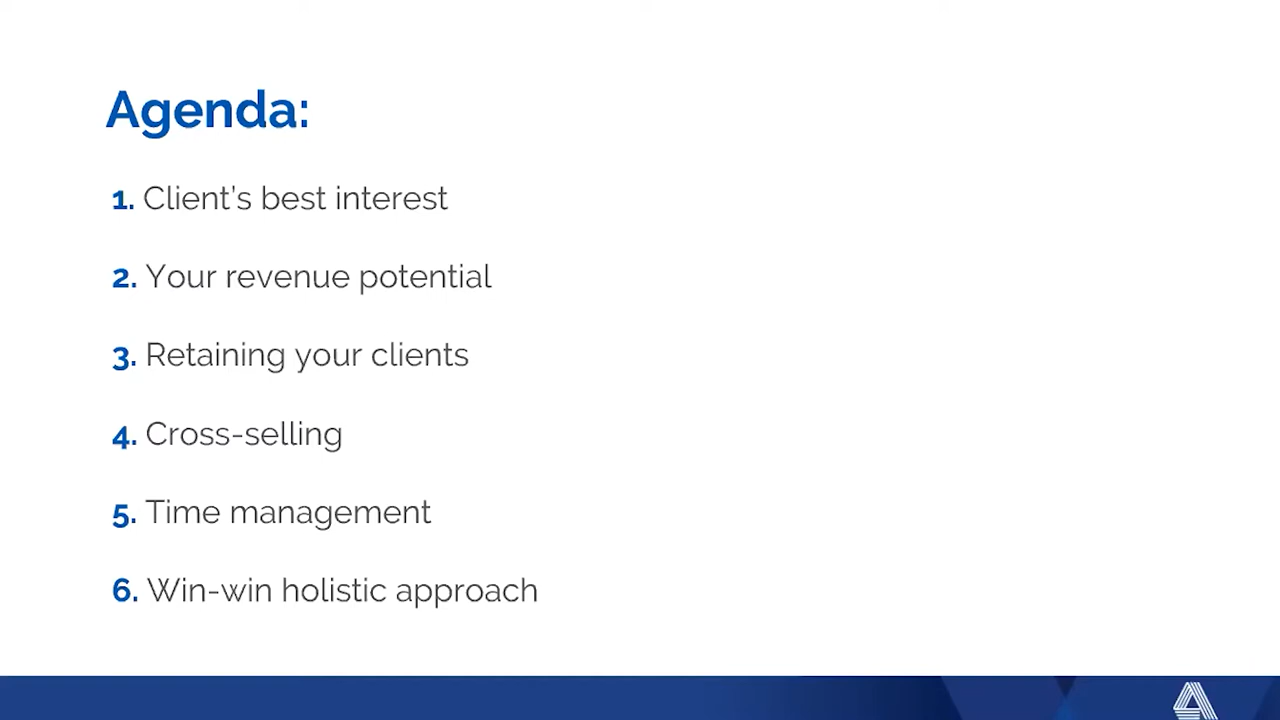 Agenda:
1. Client's best interest
2. Your revenue potential
3. Retaining your clients
4. Cross-selling
5. Time management
6. Win-win holistic approach